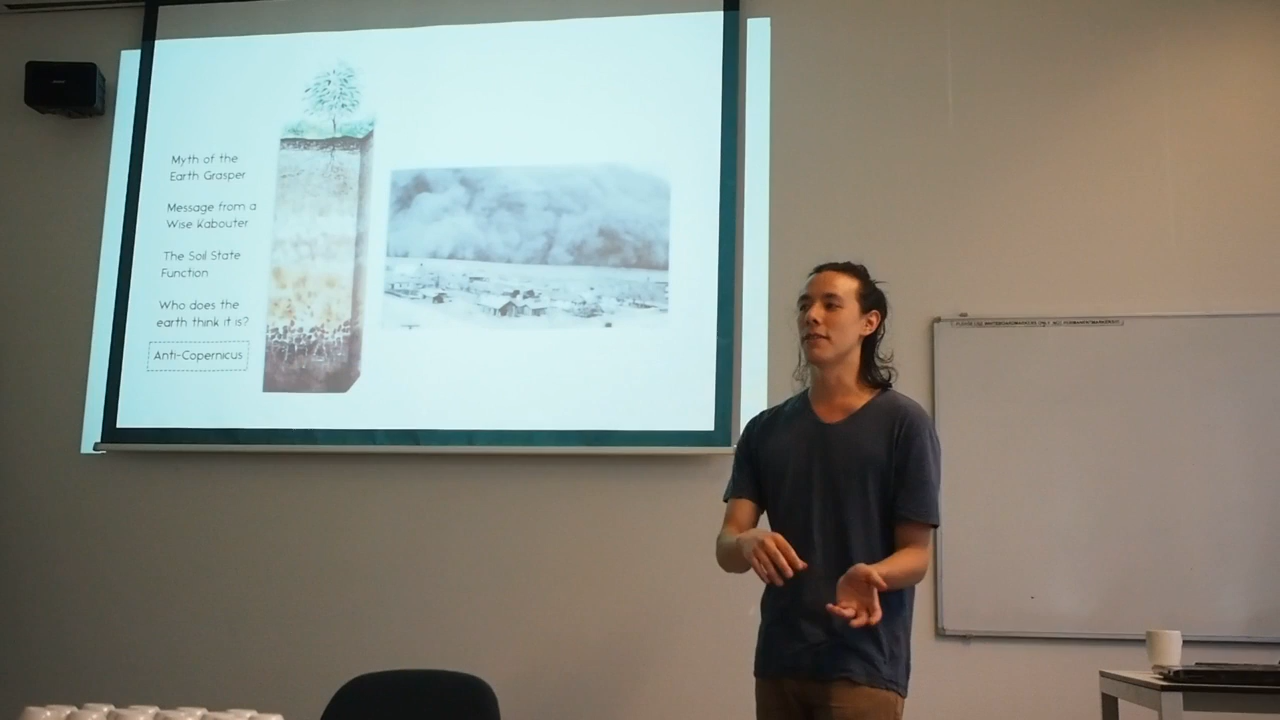 Myth of the
Earth Grasper
Message from a
Wise Kabouter
The Soil State
Function
Who does the
earth think it is?
Anti-Copernicus